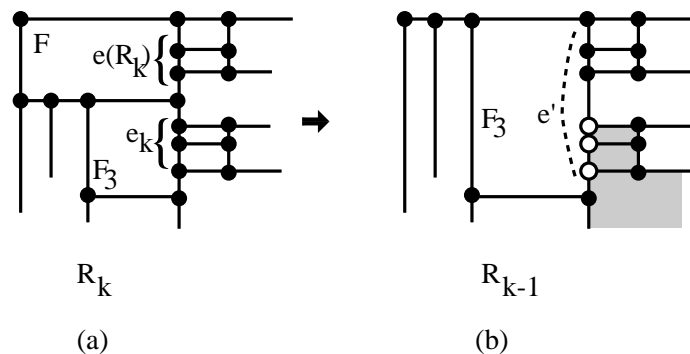 F
e(R_k)
e_k
F_3
R_k
(a)
F_3
e'
R_{k-1}
(b)